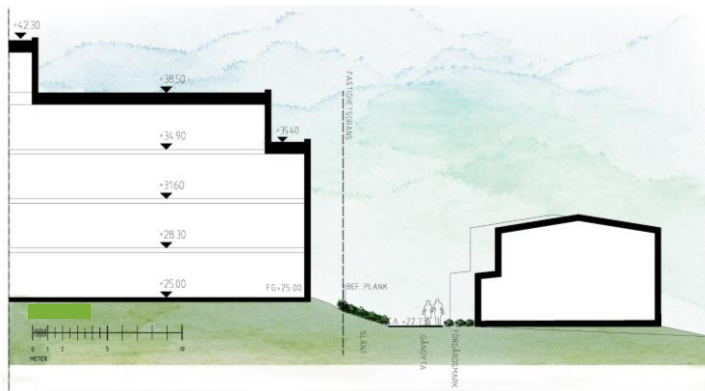 +42.30
+38.50
+35.40
+34.90
+31.60
+28.30
+25.00
FG+25.00
FASTIGHETSGRÄNS
BEF. PLANK
+22.73
SLÄNT
GÅNGYTA
FÖRGÅRDSMARK
0 1 2 5 10
METER